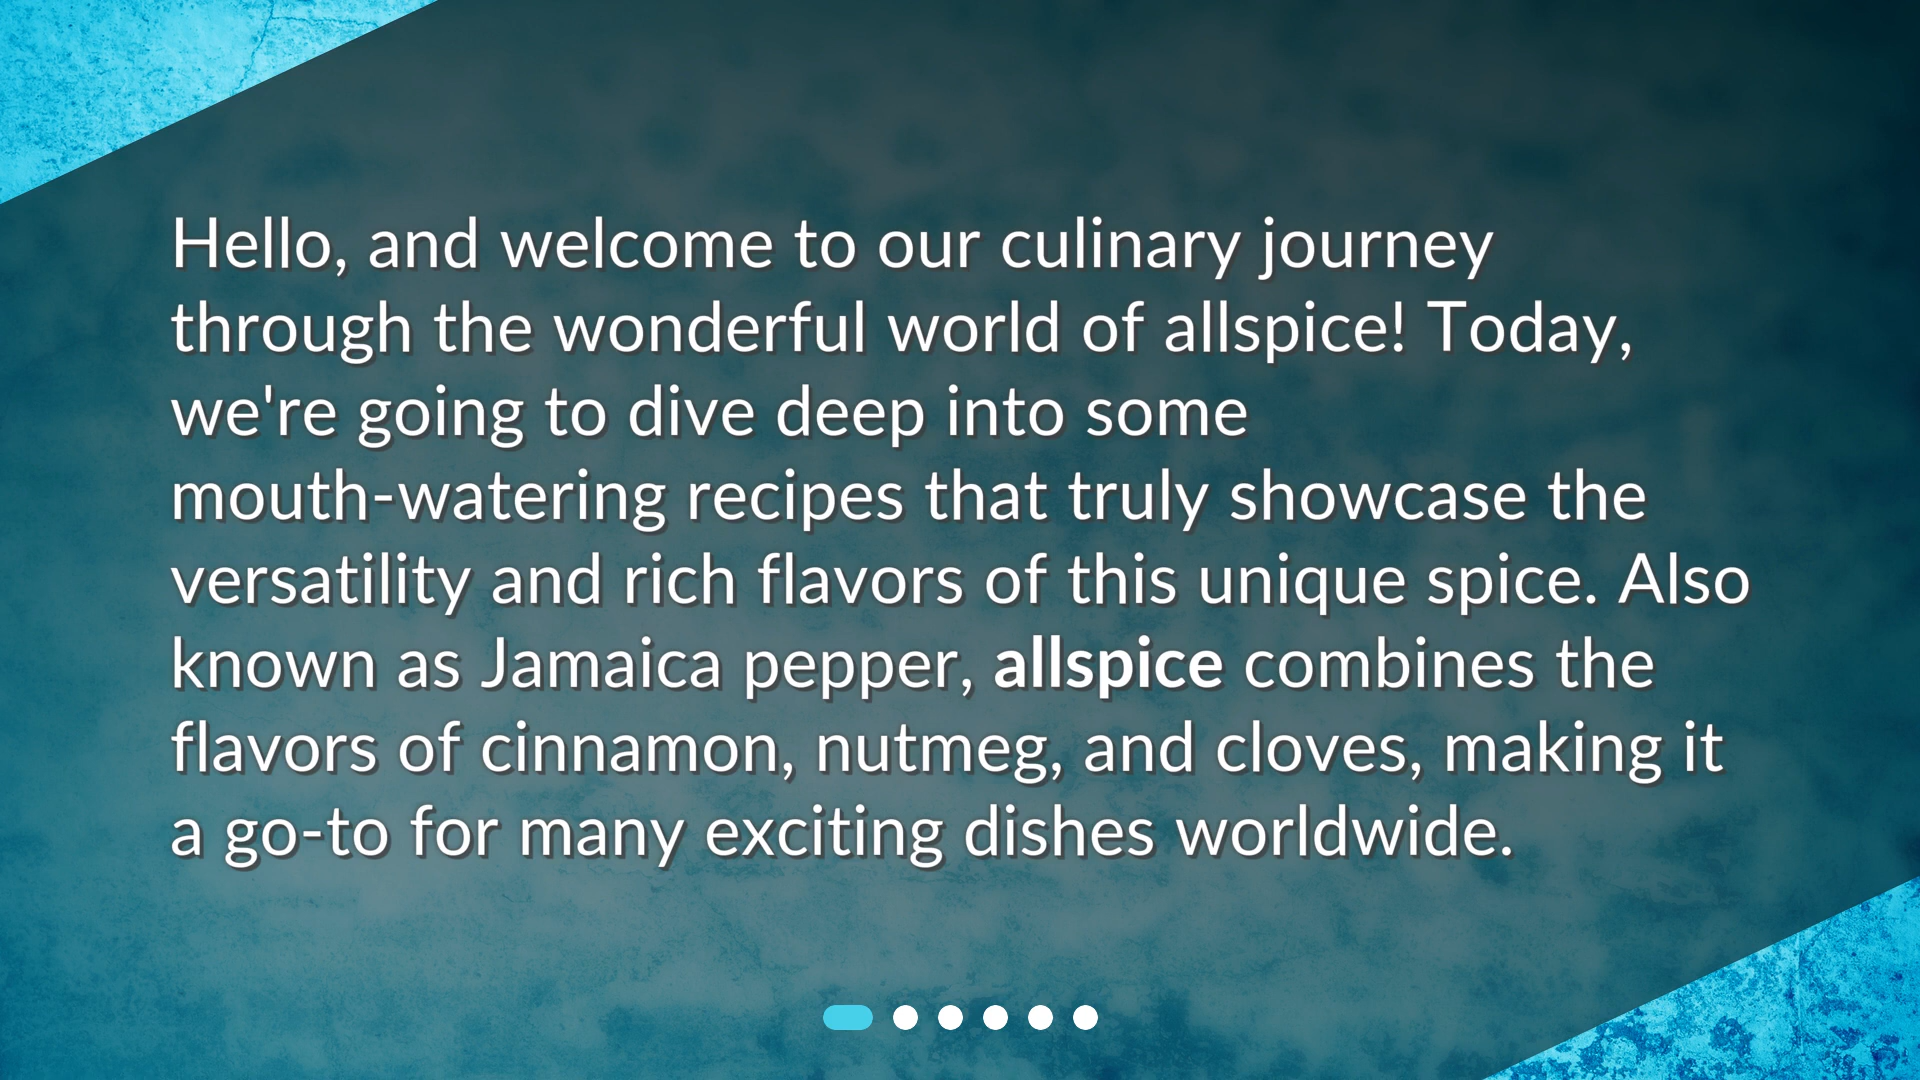 Hello, and welcome to our culinary journey
through the wonderful world of allspice! Today,
we're going to dive deep into some
mouth-watering recipes that truly showcase the
versatility and rich flavors of this unique spice. Also
known as Jamaica pepper, allspice combines the
flavors of cinnamon, nutmeg, and cloves, making it
a go-to for many exciting dishes worldwide.